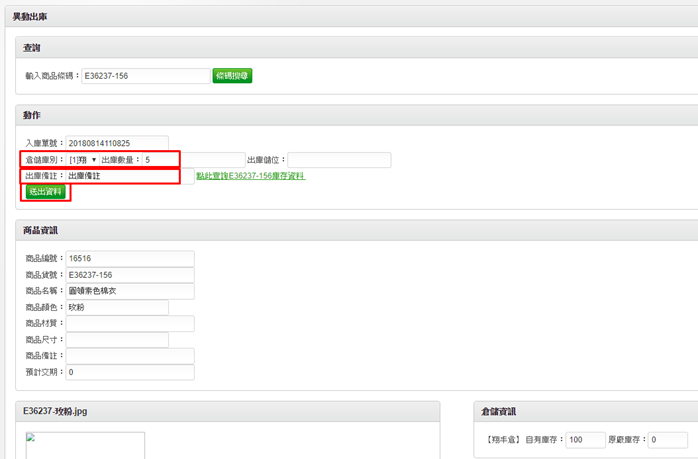 異動出庫
查詢
輸入商品條碼： E36237-156 條碼搜尋
動作
入庫單號： 20180814110825
倉儲庫別： [1]翔 出庫數量： 5 出庫儲位：
出庫備註： 出庫備註 點此查詢E36237-156庫存資料
送出資料
商品資訊
商品編號： 16516
商品貨號： E36237-156
商品名稱： 圓領素色棉衣
商品顏色： 玫粉
商品材質：
商品尺寸：
商品備註：
預計交期： 0
E36237-玫粉.jpg 倉儲資訊
【翔豐倉】 自有庫存： 100 原廠庫存： 0